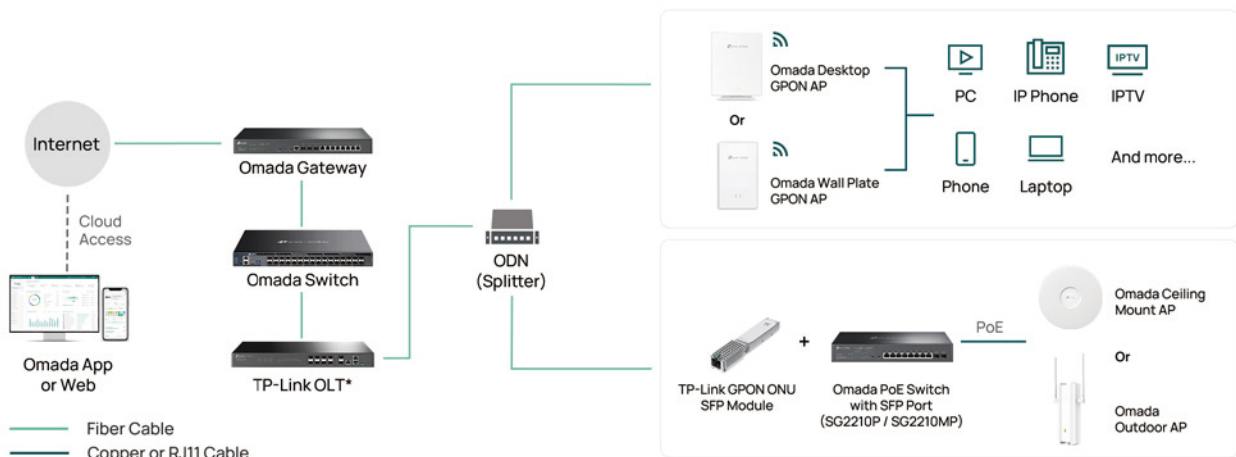 Internet
Cloud
Access
Omada App
or Web
Omada Gateway
Omada Switch
TP-Link OLT*
Fiber Cable
Copper or RJ11 Cable
ODN
(Splitter)
Omada Desktop
GPON AP
Or
Omada Wall Plate
GPON AP
PC
IP Phone
IPTV
IPTV
Phone
Laptop
And more...
TP-Link GPON ONU
SFP Module
+
Omada PoE Switch
with SFP Port
(SG2210P / SG2210MP)
PoE
Omada Ceiling
Mount AP
Or
Omada
Outdoor AP